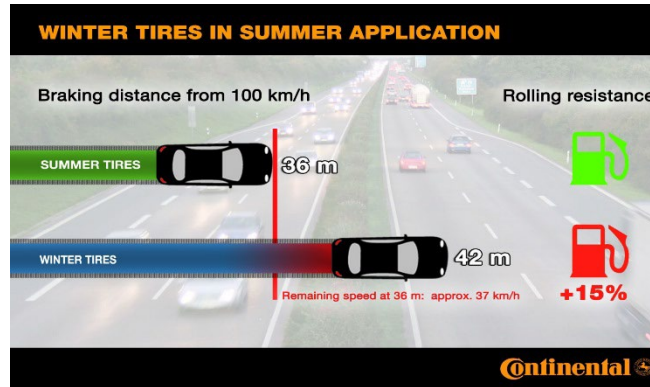 WINTER TIRES IN SUMMER APPLICATION
Braking distance from 100 km/h
Rolling resistance
SUMMER TIRES
36 m
WINTER TIRES
42 m
Remaining speed at 36 m: approx. 37 km/h
+15%
Continental